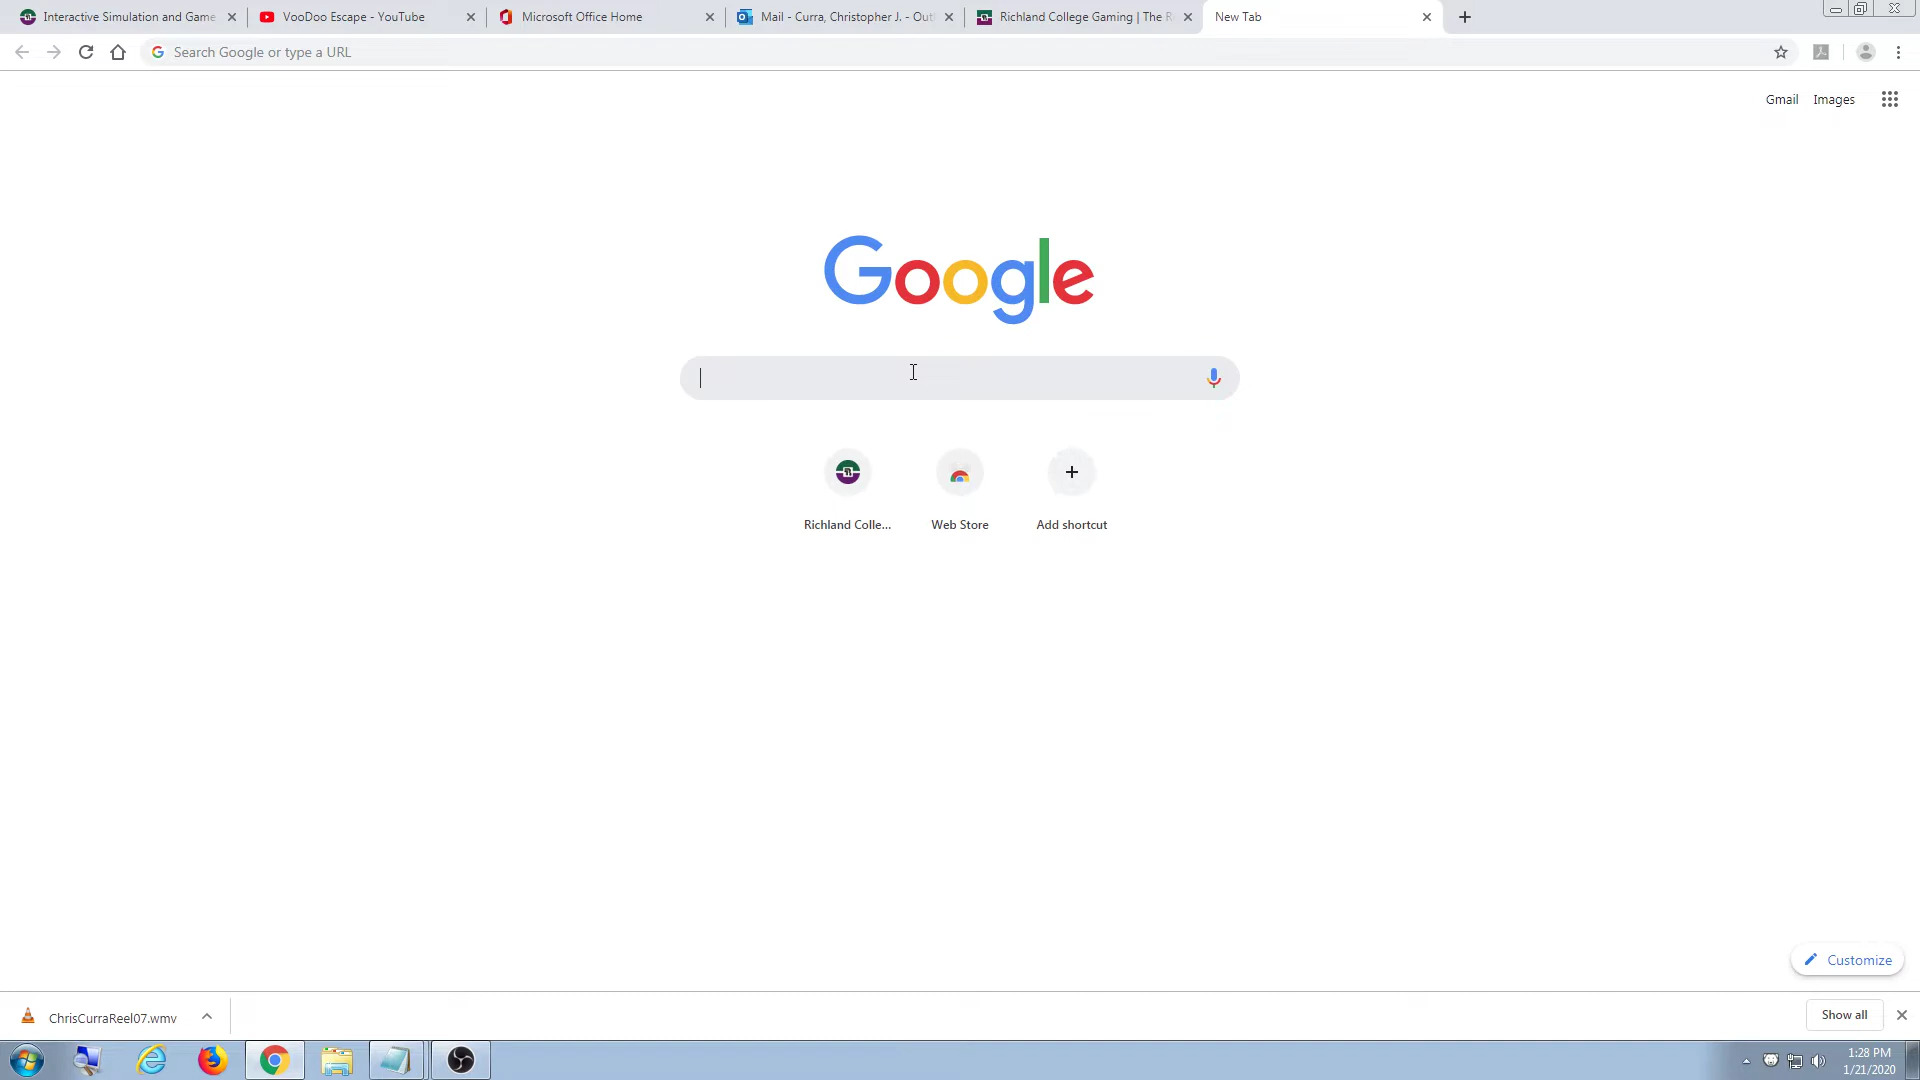 Interactive Simulation and Game
VooDoo Escape - YouTube
Microsoft Office Home
Mail - Curra, Christopher J. - Out
Richland College Gaming | The R
New Tab
Search Google or type a URL
Gmail
Images
Google
Richland Colle...
Web Store
Add shortcut
Customize
ChrisCurraReel07.wmv
Show all
1:28 PM
1/21/2020